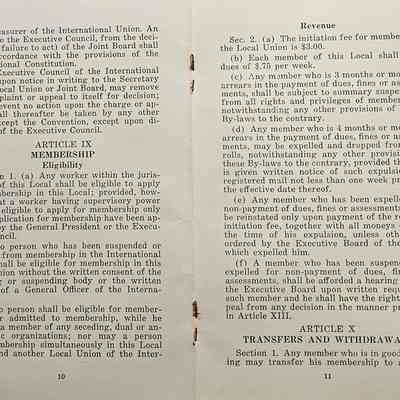 easurer of the International Union. An
o the Executive Council, from the deci-
failure to act) of the Joint Board shall
ccordance with the provisions of the
ational Constitution.
Executive Council of the International
upon notice in writing to the Secretary
ocal Union or Joint Board, may remove
plaint or appeal to itself for decision;
event no action upon the charge or ap-
all thereafter be taken by any other
xcept the Convention, except upon di-
of the Executive Council.
ARTICLE IX
MEMBERSHIP
Eligibility
n 1. (a) Any worker within the juris-
of this Local shall be eligible to apply
mbership in this Local; provided, how-
at a worker having supervisory power
eligible to apply for membership only
plication for membership have been ap-
by the General President or the Execu-
ncil.
o person who has been suspended or
from membership in the International
hall be eligible for membership in this
nion without the written consent of the
g or suspending body or the written
of a General Officer of the Interna-
o person shall be eligible for member-
r admitted to membership, while he
a member of any seceding, dual or an-
ic organizations; nor may a person
embership simultaneously in this Local
nd another Local Union of the Inter-
10
Revenue
Sec. 2. (a) The initiation fee for membe
the Local Union is $3.00.
(b) Each member of this Local shall
dues of $.75 per week.
(c) Any member who is 3 months or mo
arrears in the payment of dues, fines or as
ments, shall be subject to summary suspen
from all rights and privileges of member
notwithstanding any other provisions of
By-laws to the contrary.
(d) Any member who is 4 months or mo
arrears in the payment of dues, fines or as
ments, may be expelled and dropped from
rolls, notwithstanding any other provisi
these By-laws to the contrary, provided th
is given written notice of such expulsi
registered mail not less than one week pr
the effective date thereof.
(e) Any member who has been expelle
non-payment of dues, fines or assessments
be reinstated only upon payment of the re
initiation fee, together with all moneys
the time of his expulsion, unless oth
ordered by the Executive Board of the
which expelled him.
(f) A member who has been suspend
expelled for non-payment of dues, fin
assessments, shall be afforded a hearing
the Executive Board upon written reque
such member and he shall have the right
peal from any decision in the manner pr
in Article XIII.
ARTICLE X
TRANSFERS AND WITHDRAWA
Section 1. Any member who is in good
ing may transfer his membership to a
11